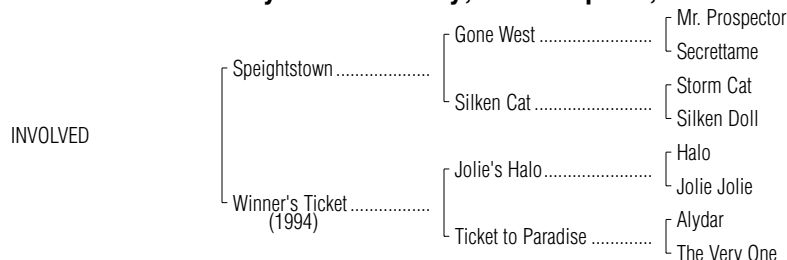 Mr. Prospector
Gone West ..................
Secrettame
Speightstown ....................
Storm Cat
Silken Cat ...................
Silken Doll
INVOLVED
Halo
Jolie's Halo.................
Jolie Jolie
Winner's Ticket .................
(1994)
Alydar
Ticket to Paradise .............
The Very One